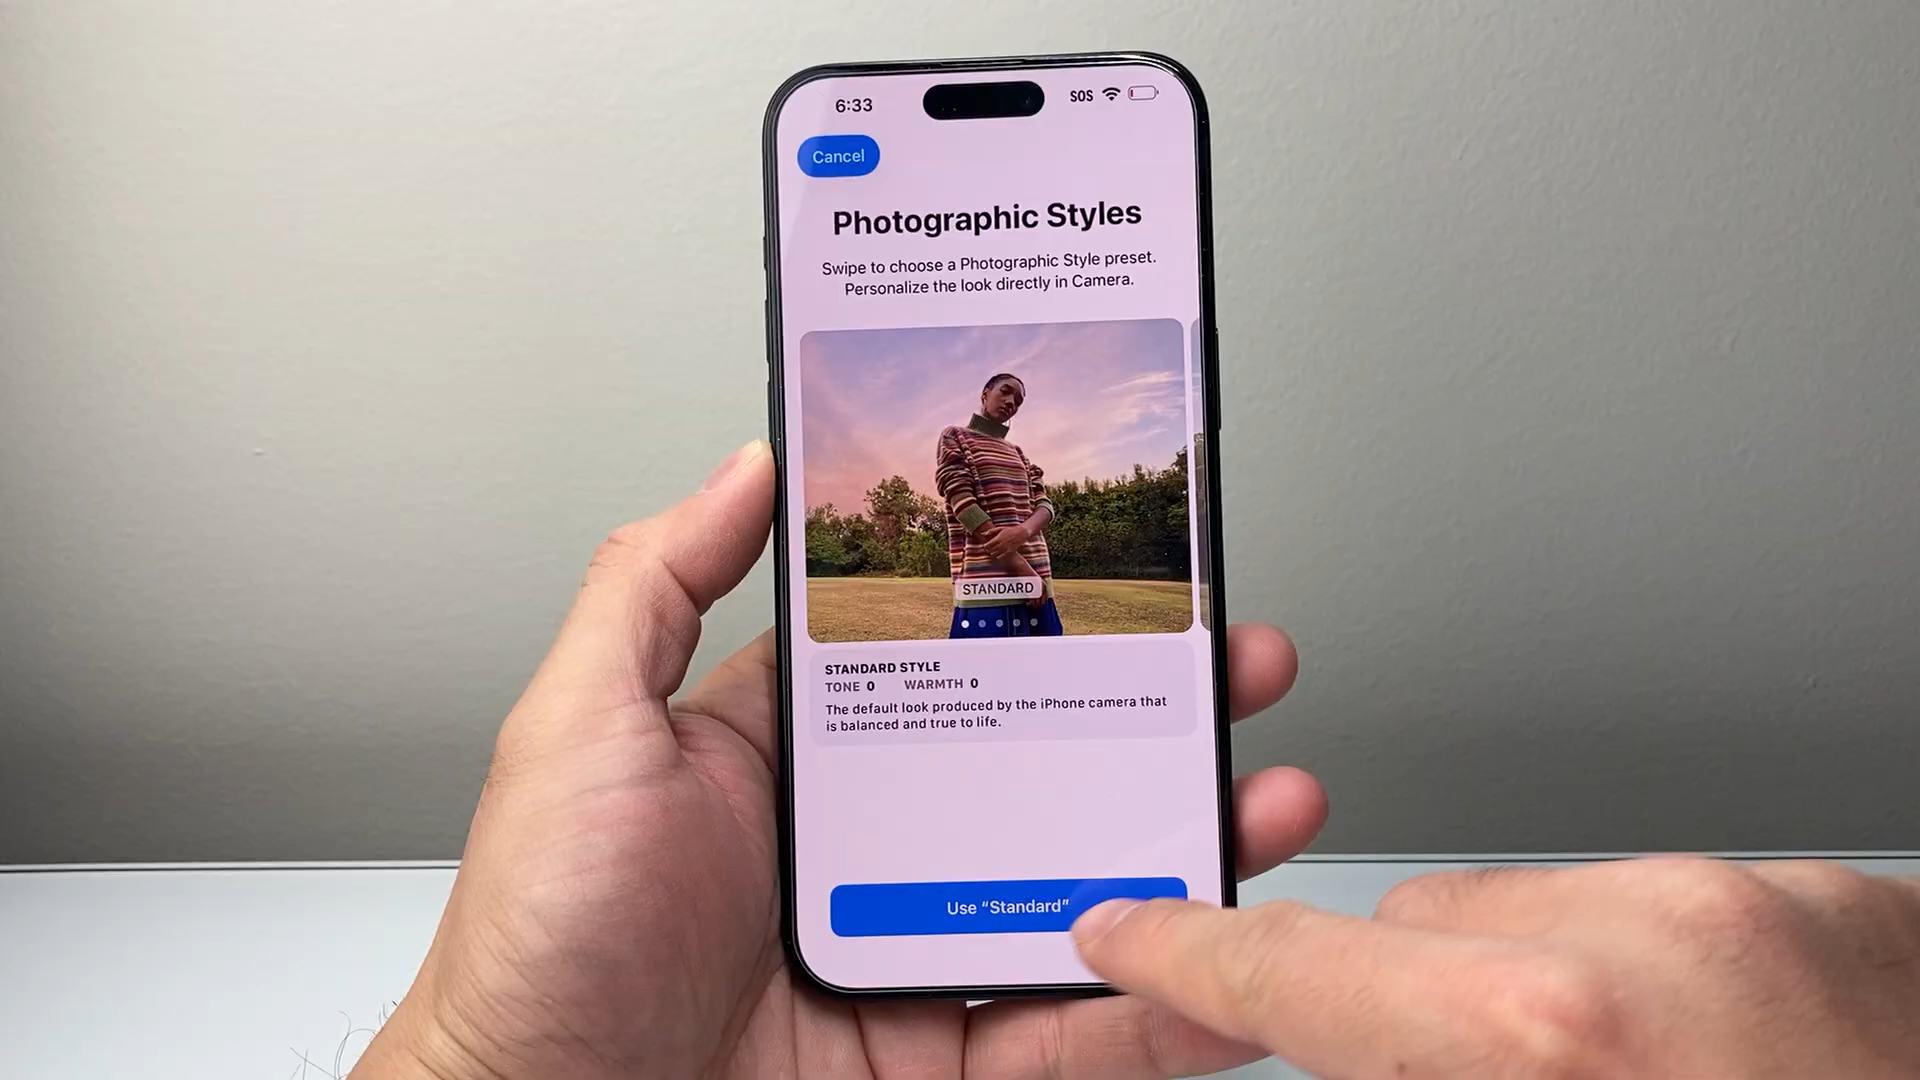 6:33
SOS
Cancel
Photographic Styles
Swipe to choose a Photographic Style preset.
Personalize the look directly in Camera.
STANDARD
STANDARD STYLE
TONE 0 WARMTH 0
The default look produced by the iPhone camera that
is balanced and true to life.
Use “Standard”